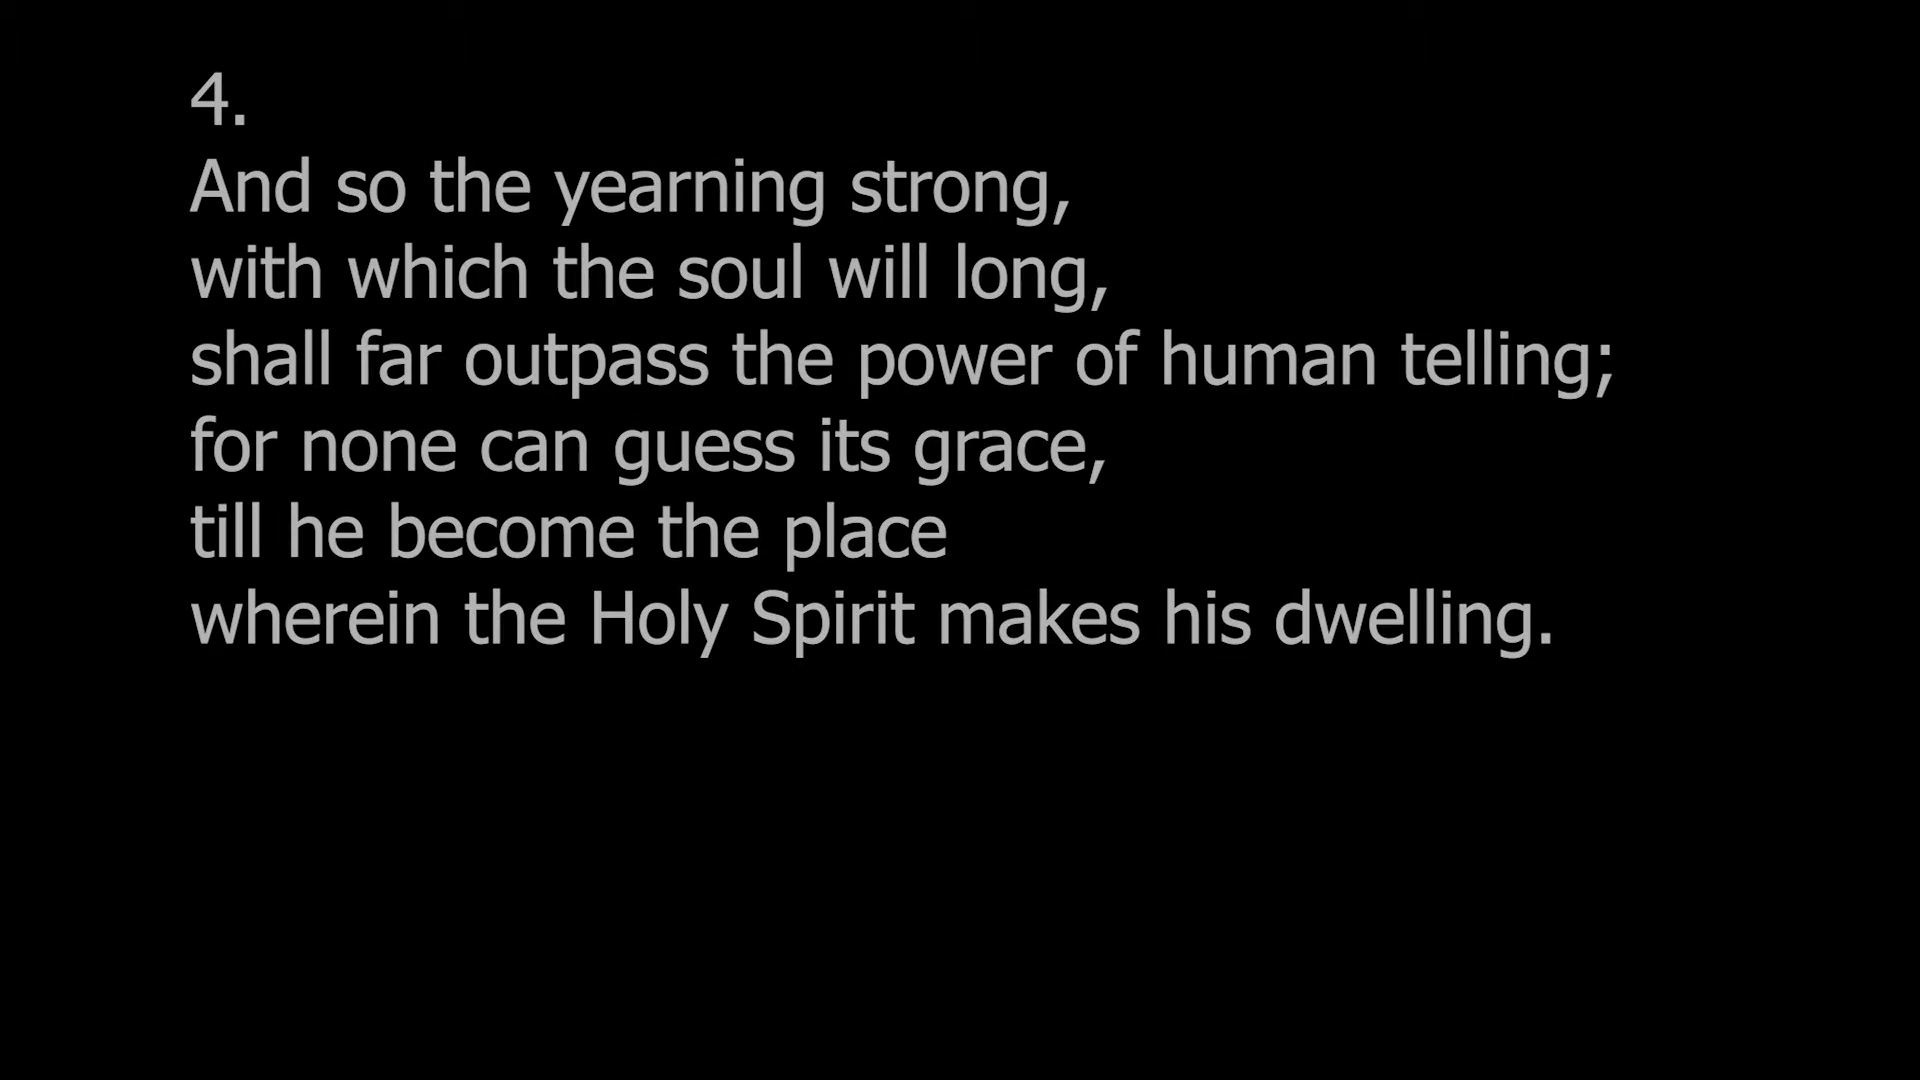 4.
And so the yearning strong,
with which the soul will long,
shall far outpass the power of human telling;
for none can guess its grace,
till he become the place
wherein the Holy Spirit makes his dwelling.